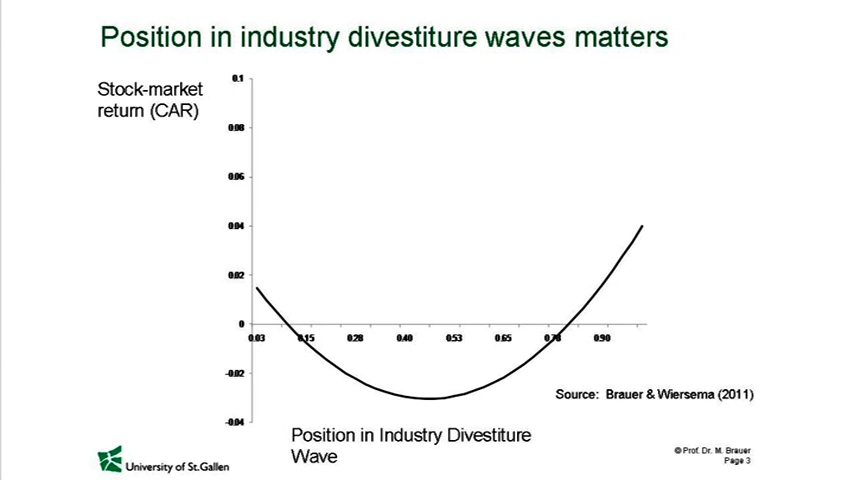 Position in industry divestiture waves matters
Stock-market
return (CAR)
0.1
0.08
0.06
0.04
0.02
0
-0.02
-0.04
0.03 0.15 0.28 0.40 0.53 0.65 0.78 0.90
Source: Brauer & Wiersema (2011)
Position in Industry Divestiture
Wave
University of St.Gallen
© Prof. Dr. M. Brauer
Page 3